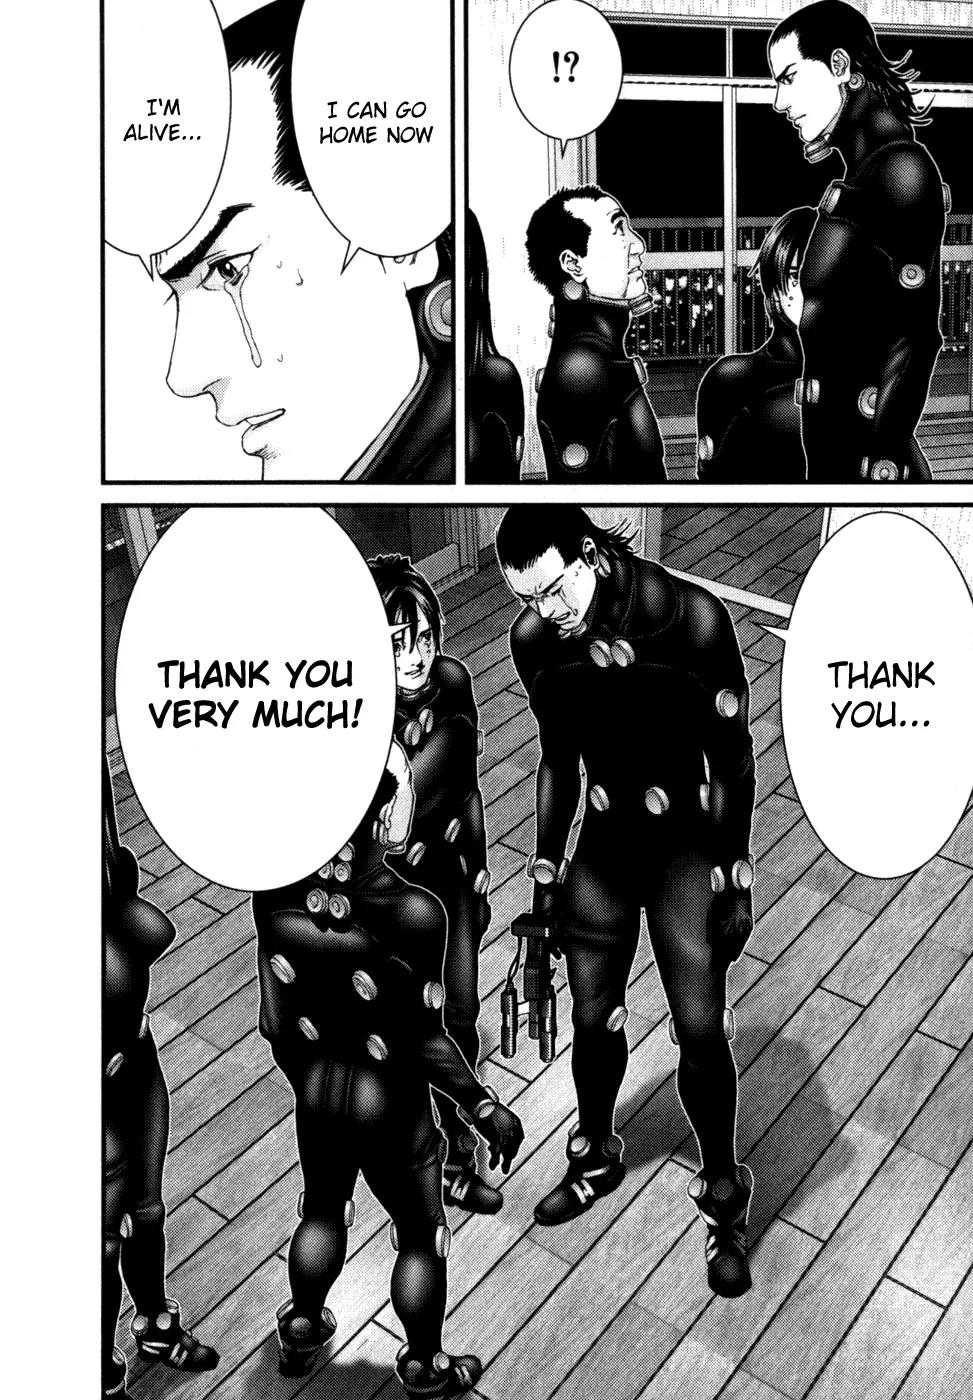 !?
I CAN GO
HOME NOW
I'M
ALIVE...
THANK
YOU...
THANK YOU
VERY MUCH!